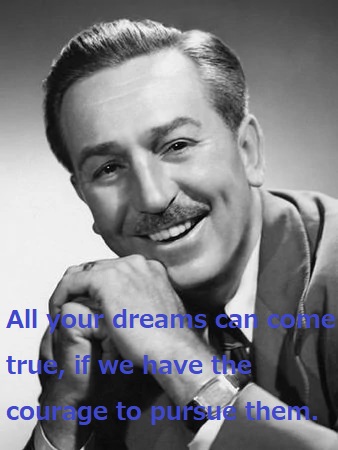 All your dreams can come
true, if we have the
courage to pursue them.